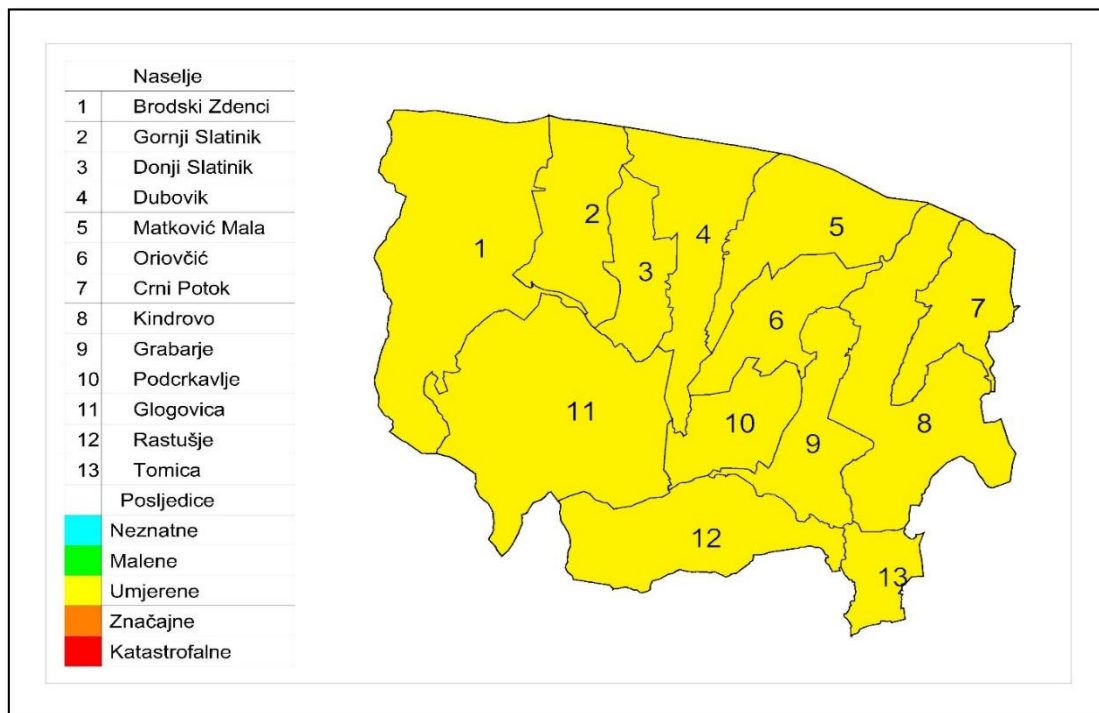 Naselje
1 Brodski Zdenci
2 Gornji Slatinik
3 Donji Slatinik
4 Dubovik
5 Matković Mala
6 Oriovčić
7 Crni Potok
8 Kindrovo
9 Grabarje
10 Podcrkavlje
11 Glogovica
12 Rastušje
13 Tomica
Posljedice
Neznatne
Malene
Umjerene
Značajne
Katastrofalne
1
2
3
4
5
6
7
8
9
10
11
12
13